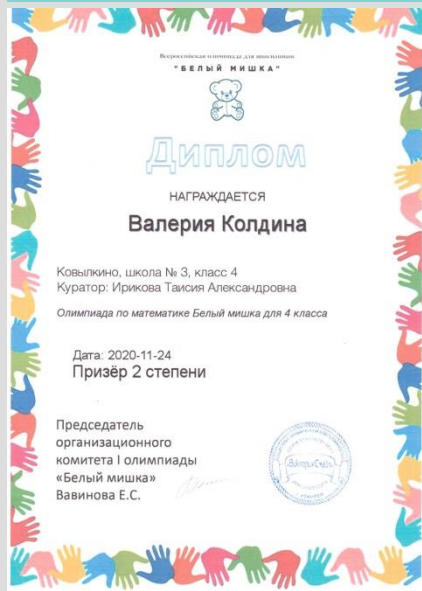 Всероссийская олимпиада для школьников
"БЕЛЫЙ МИШКА"
Диплом
НАГРАЖДАЕТСЯ
Валерия Колдина
Ковылкино, школа № 3, класс 4
Куратор: Ирикова Таисия Александровна
Олимпиада по математике Белый мишка для 4 класса
Дата: 2020-11-24
Призёр 2 степени
Председатель
организационного
комитета I олимпиады
«Белый мишка»
Вавинова Е.С.